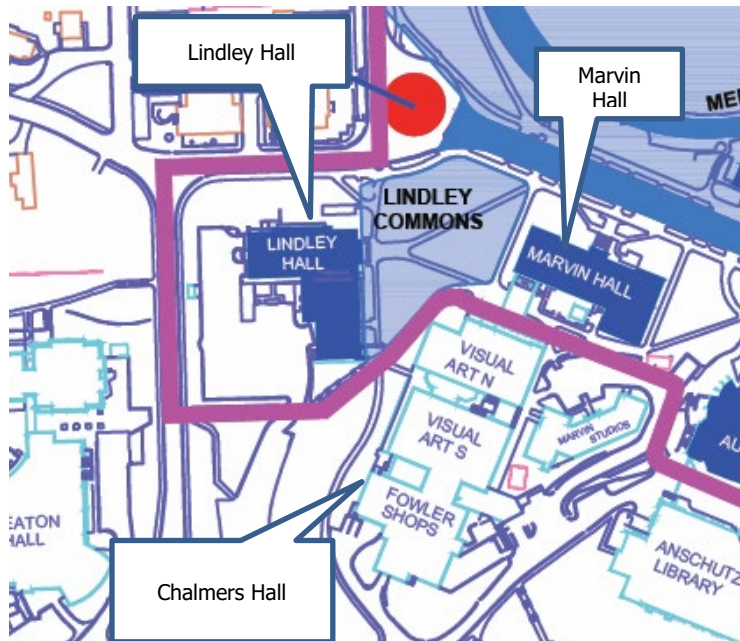 Lindley Hall
Marvin
Hall
MEI
LINDLEY
COMMONS
LINDLEY
HALL
MARVIN HALL
VISUAL
ART N
VISUAL
ART S
MARVIN
STUDIOS
AU
FOWLER
SHOPS
EATON
HALL
ANSCHUTZ
LIBRARY
Chalmers Hall